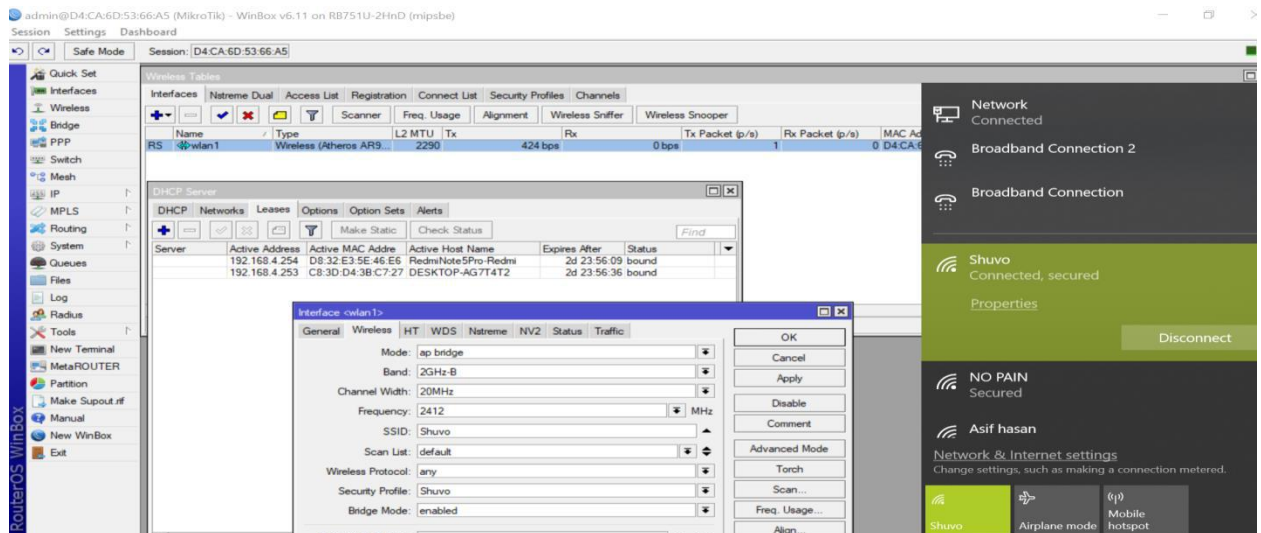 admin@D4:CA:6D:53:66:A5 (MikroTik) - WinBox v6.11 on RB751U-2HnD (mipsbe)
Session Settings Dashboard
Safe Mode Session: D4:CA:6D:53:66:A5
Quick Set
Interfaces
Wireless
Bridge
PPP
Switch
Mesh
IP
MPLS
Routing
System
Queues
Files
Log
Radius
Tools
New Terminal
MetaROUTER
Partition
Make Supout.rif
Manual
New WinBox
Exit
RouterOS WinBox
Wireless Tables
Interfaces Nstreme Dual Access List Registration Connect List Security Profiles Channels
Scanner Freq. Usage Alignment Wireless Sniffer Wireless Snooper
Name / Type L2 MTU Tx Rx Tx Packet (p/s) Rx Packet (p/s) MAC Ad
RS wlan1 Wireless (Atheros AR9... 2290 424 bps 0 bps 1 0 D4:CA:6
DHCP Server
DHCP Networks Leases Options Option Sets Alerts
Make Static Check Status Find
Server Active Address Active MAC Addre Active Host Name Expires After Status
192.168.4.254 D8:32:E3:5E:46:E6 RedmiNote5Pro-Redmi 2d 23:56:09 bound
192.168.4.253 C8:3D:D4:3B:C7:27 DESKTOP-AG7T4T2 2d 23:56:36 bound
Interface <wlan1>
General Wireless HT WDS Nstreme NV2 Status Traffic
Mode: ap bridge
Band: 2GHz-B
Channel Width: 20MHz
Frequency: 2412 MHz
SSID: Shuvo
Scan List: default
Wireless Protocol: any
Security Profile: Shuvo
Bridge Mode: enabled
OK
Cancel
Apply
Disable
Comment
Advanced Mode
Torch
Scan...
Freq. Usage...
Align...
Network
Connected
Broadband Connection 2
Broadband Connection
Shuvo
Connected, secured
Properties
Disconnect
NO PAIN
Secured
Asif hasan
Network & Internet settings
Change settings, such as making a connection metered.
Shuvo
Airplane mode
Mobile
hotspot